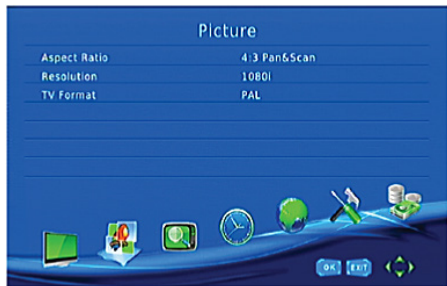 Picture
Aspect Ratio 4:3 Pan&Scan
Resolution 1080i
TV Format PAL
OK EXIT